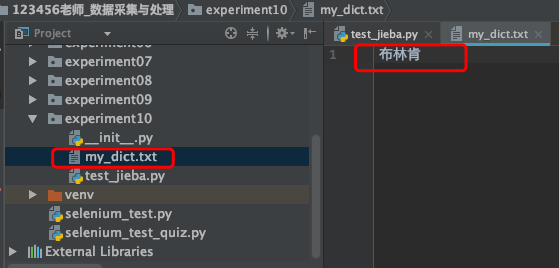 123456老师_数据采集与处理 experiment10 my_dict.txt
Project
test_jieba.py my_dict.txt
experiment07
experiment08
experiment09
experiment10
__init__.py
my_dict.txt
test_jieba.py
venv
selenium_test.py
selenium_test_quiz.py
External Libraries
1 布林肯